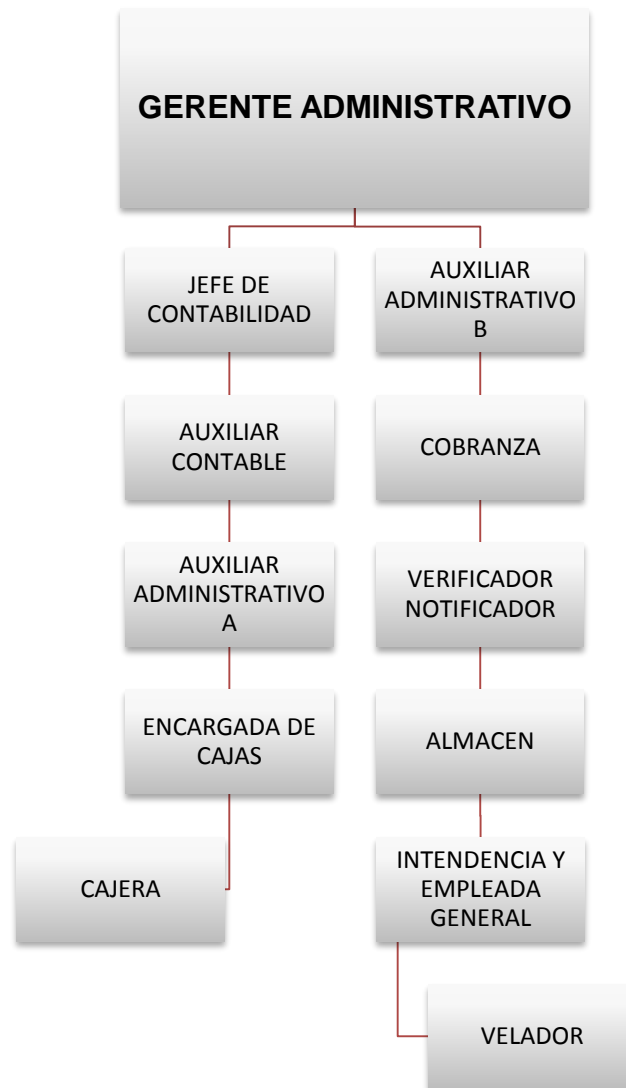 GERENTE ADMINISTRATIVO
JEFE DE
CONTABILIDAD
AUXILIAR
ADMINISTRATIVO
B
AUXILIAR
CONTABLE
COBRANZA
AUXILIAR
ADMINISTRATIVO
A
VERIFICADOR
NOTIFICADOR
ENCARGADA DE
CAJAS
ALMACEN
CAJERA
INTENDENCIA Y
EMPLEADA
GENERAL
VELADOR